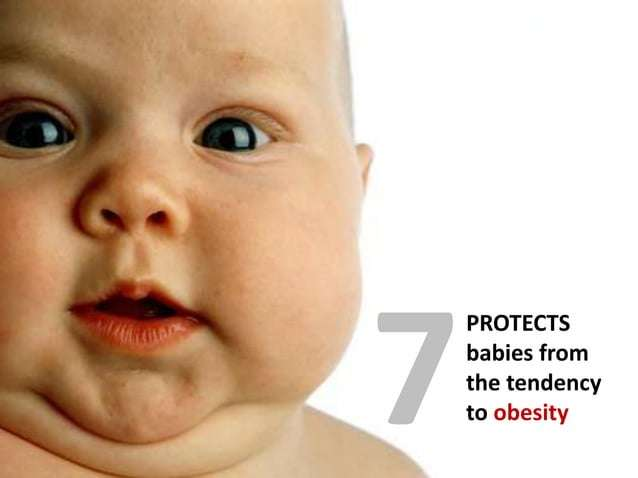 7
PROTECTS
babies from
the tendency
to obesity